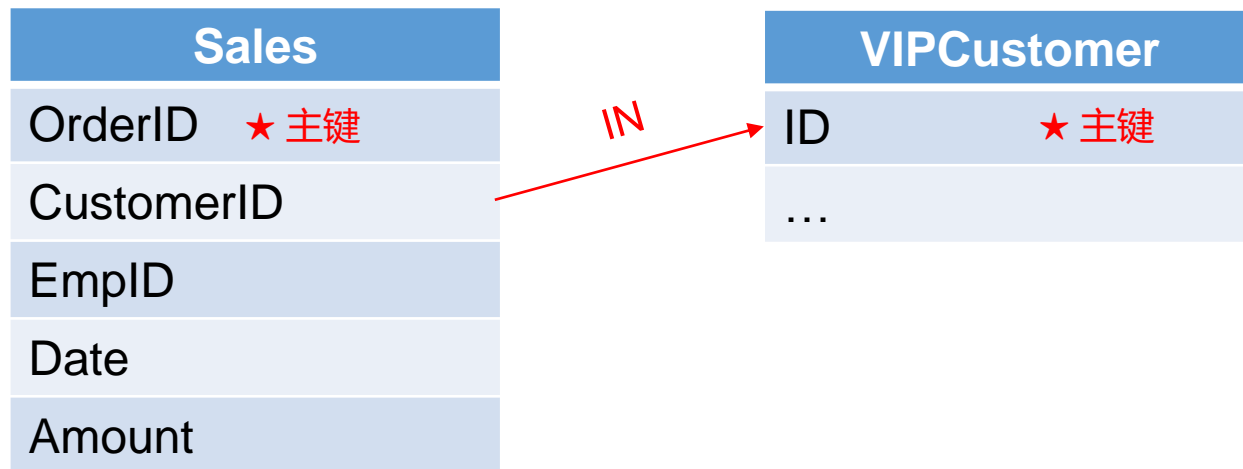 Sales
OrderID ★ 主键
CustomerID
EmpID
Date
Amount
IN
VIPCustomer
ID ★ 主键
…